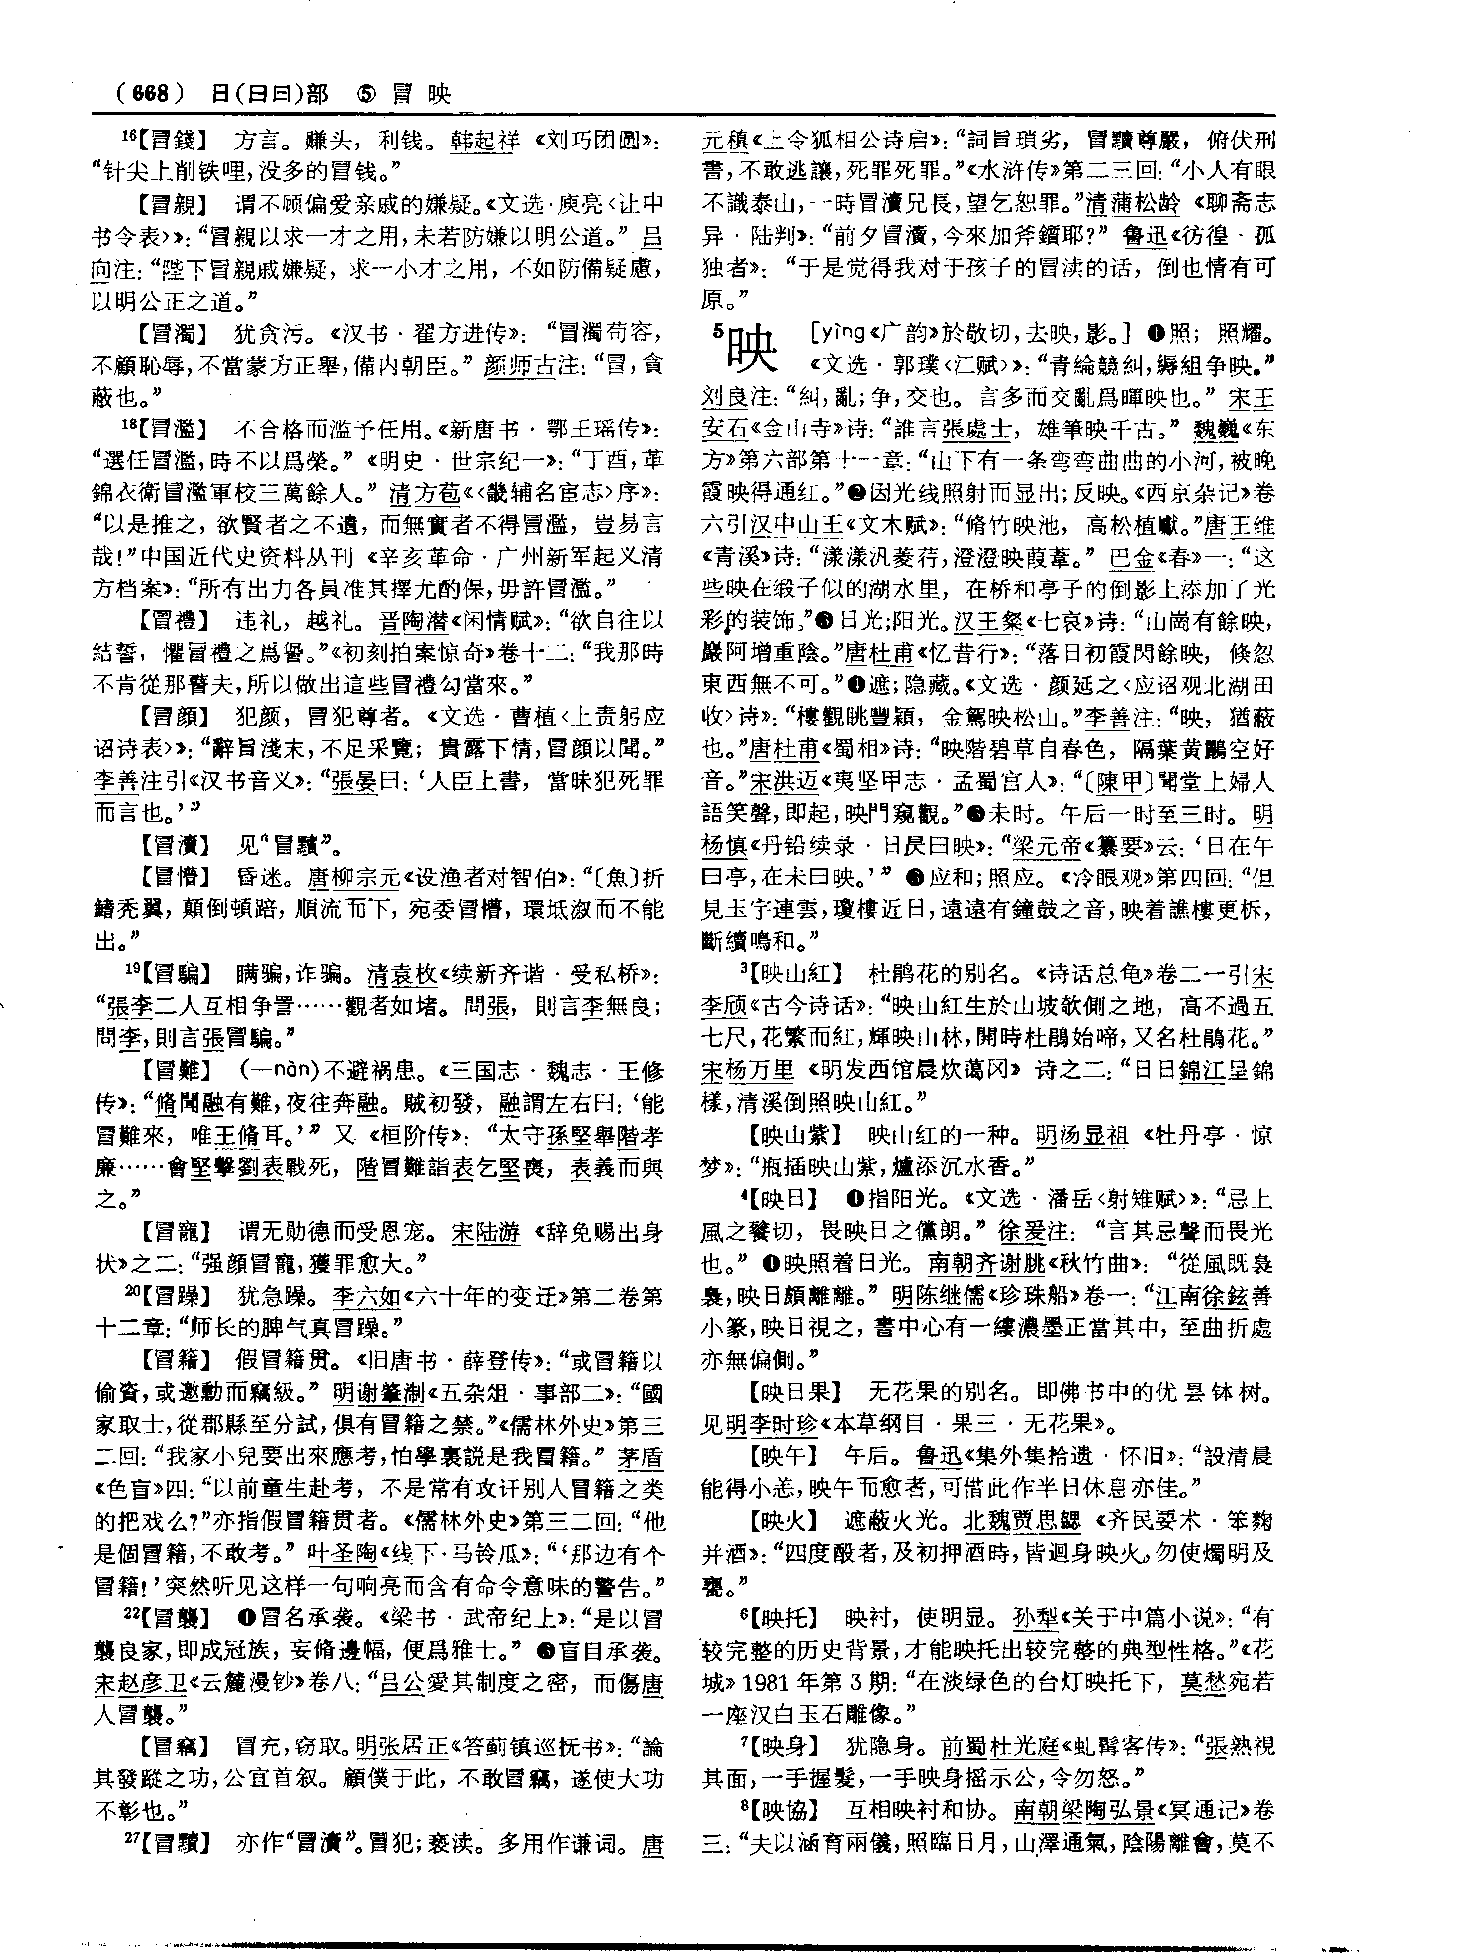 (668) 日(日曰)部 ⑤ 冒 映
16【冒錢】 方言。赚头，利钱。韩起祥《刘巧团圆》：
“针尖上削铁哩，没多的冒钱。”
【冒親】 谓不顾偏爱亲戚的嫌疑。《文选·庾亮〈让中
书令表〉》：“冒親以求一才之用，未若防嫌以明公道。” 吕
向注：“陛下冒親戚嫌疑，求一小才之用，不如防備疑慮，
以明公正之道。”
【冒濁】 犹贪污。《汉书·翟方进传》：“冒濁苟容，
不顧恥辱，不當蒙方正舉，備内朝臣。” 颜师古注：“冒，貪
蔽也。”
18【冒濫】 不合格而滥予任用。《新唐书·鄂王瑶传》：
“選任冒濫，時不以爲榮。”《明史·世宗纪一》：“丁酉，革
錦衣衛冒濫軍校三萬餘人。” 清方苞《〈畿辅名宦志〉序》：
“以是推之，欲賢者之不遺，而無實者不得冒濫，豈易言
哉！”中国近代史资料丛刊《辛亥革命·广州新军起义清
方档案》：“所有出力各員准其擇尤酌保，毋許冒濫。”
【冒禮】 违礼，越礼。晋陶潜《闲情赋》：“欲自往以
結誓，懼冒禮之爲諐。”《初刻拍案惊奇》卷十二：“我那時
不肯從那瞽夫，所以做出這些冒禮勾當來。”
【冒顔】 犯颜，冒犯尊者。《文选·曹植〈上责躬应
诏诗表〉》：“辭旨淺末，不足采覽；貴露下情，冒顔以聞。”
李善注引《汉书音义》：“張晏曰：‘人臣上書，當昧犯死罪
而言也。’”
【冒瀆】 见“冒黷”。
【冒懵】 昏迷。唐柳宗元《设渔者对智伯》：“〔魚〕折
鰭秃翼，顛倒頓踣，順流而下，宛委冒懵，環坻溆而不能
出。”
19【冒騙】 瞒骗，诈骗。清袁枚《续新齐谐·受私桥》：
“張李二人互相争詈……觀者如堵。問張，則言李無良；
問李，則言張冒騙。”
【冒難】 (—nàn)不避祸患。《三国志·魏志·王修
传》：“脩聞融有難，夜往奔融。賊初發，融謂左右曰：‘能
冒難來，唯王脩耳。’” 又《桓阶传》：“太守孫堅舉階孝
廉……會堅擊劉表戰死，階冒難詣表乞堅喪，表義而與
之。”
【冒寵】 谓无勋德而受恩宠。宋陆游《辞免赐出身
状》之二：“强顔冒寵，獲罪愈大。”
20【冒躁】 犹急躁。李六如《六十年的变迁》第二卷第
十二章：“师长的脾气真冒躁。”
【冒籍】 假冒籍贯。《旧唐书·薛登传》：“或冒籍以
偷資，或邀動而竊級。” 明谢肇淛《五杂俎·事部二》：“國
家取士，從郡縣至分試，俱有冒籍之禁。”《儒林外史》第三
二回：“我家小兒要出來應考，怕學裏説是我冒籍。” 茅盾
《色盲》四：“以前童生赴考，不是常有攻讦别人冒籍之类
的把戏么？”亦指假冒籍贯者。《儒林外史》第三二回：“他
是個冒籍，不敢考。” 叶圣陶《线下·马铃瓜》：“‘那边有个
冒籍！’突然听见这样一句响亮而含有命令意味的警告。”
22【冒襲】 ❶冒名承袭。《梁书·武帝纪上》：“是以冒
襲良家，即成冠族，妄脩邊幅，便爲雅士。” ❷盲目承袭。
宋赵彦卫《云麓漫钞》卷八：“吕公愛其制度之密，而傷唐
人冒襲。”
【冒竊】 冒充，窃取。明张居正《答蓟镇巡抚书》：“論
其發蹤之功，公宜首叙。顧僕于此，不敢冒竊，遂使大功
不彰也。”
27【冒黷】 亦作“冒瀆”。冒犯；亵渎。多用作谦词。唐
元稹《上令狐相公诗启》：“詞旨瑣劣，冒黷尊嚴，俯伏刑
書，不敢逃讓，死罪死罪。”《水浒传》第二三回：“小人有眼
不識泰山，一時冒瀆兄長，望乞恕罪。”清蒲松龄《聊斋志
异·陆判》：“前夕冒瀆，今來加斧鑕耶？” 鲁迅《彷徨·孤
独者》：“于是觉得我对于孩子的冒渎的话，倒也情有可
原。”
5映 [yìng《广韵》於敬切，去映，影。] ❶照；照耀。
《文选·郭璞〈江赋〉》：“青綸競糾，縟組争映。”
刘良注：“糾，亂；争，交也。言多而交亂爲暉映也。” 宋王
安石《金山寺》诗：“誰言張處士，雄筆映千古。” 魏巍《东
方》第六部第十一章：“山下有一条弯弯曲曲的小河，被晚
霞映得通红。”❷因光线照射而显出；反映。《西京杂记》卷
六引汉中山王《文木赋》：“脩竹映池，高松植巘。”唐王维
《青溪》诗：“漾漾汎菱荇，澄澄映葭葦。” 巴金《春》一：“这
些映在缎子似的湖水里，在桥和亭子的倒影上添加了光
彩的装饰。”❸日光；阳光。汉王粲《七哀》诗：“山崗有餘映，
巖阿增重陰。”唐杜甫《忆昔行》：“落日初霞閃餘映，倏忽
東西無不可。”❹遮；隐藏。《文选·颜延之〈应诏观北湖田
收〉诗》：“樓觀眺豐穎，金駕映松山。”李善注：“映，猶蔽
也。”唐杜甫《蜀相》诗：“映階碧草自春色，隔葉黄鸝空好
音。”宋洪迈《夷坚甲志·孟蜀宫人》：“〔陳甲〕聞堂上婦人
語笑聲，即起，映門窺觀。”❺未时。午后一时至三时。明
杨慎《丹铅续录·日昃曰映》：“梁元帝《纂要》云：‘日在午
曰亭，在未曰映。’” ❻应和；照应。《冷眼观》第四回：“但
見玉宇連雲，瓊樓近日，遠遠有鐘鼓之音，映着譙樓更柝，
斷續鳴和。”
3【映山紅】 杜鹃花的别名。《诗话总龟》卷二一引宋
李颀《古今诗话》：“映山紅生於山坡欹側之地，高不過五
七尺，花繁而紅，輝映山林，開時杜鵑始啼，又名杜鵑花。”
宋杨万里《明发西馆晨炊蔼冈》诗之二：“日日錦江呈錦
樣，清溪倒照映山紅。”
【映山紫】 映山红的一种。明汤显祖《牡丹亭·惊
梦》：“瓶插映山紫，爐添沉水香。”
4【映日】 ❶指阳光。《文选·潘岳〈射雉赋〉》：“忌上
風之餮切，畏映日之儻朗。” 徐爰注：“言其忌聲而畏光
也。” ❷映照着日光。南朝齐谢朓《秋竹曲》：“從風既裊
裊，映日頗離離。” 明陈继儒《珍珠船》卷一：“江南徐鉉善
小篆，映日視之，書中心有一縷濃墨正當其中，至曲折處
亦無偏側。”
【映日果】 无花果的别名。即佛书中的优昙钵树。
见明李时珍《本草纲目·果三·无花果》。
【映午】 午后。鲁迅《集外集拾遗·怀旧》：“設清晨
能得小恙，映午而愈者，可借此作半日休息亦佳。”
【映火】 遮蔽火光。北魏贾思勰《齐民要术·笨麴
并酒》：“四度酘者，及初押酒時，皆迴身映火，勿使燭明及
甕。”
6【映托】 映衬，使明显。孙犁《关于中篇小说》：“有
较完整的历史背景，才能映托出较完整的典型性格。”《花
城》1981年第3期：“在淡绿色的台灯映托下，莫愁宛若
一座汉白玉石雕像。”
7【映身】 犹隐身。前蜀杜光庭《虬髯客传》：“張熟視
其面，一手握髮，一手映身摇示公，令勿怒。”
8【映協】 互相映衬和协。南朝梁陶弘景《冥通记》卷
三：“夫以涵育兩儀，照臨日月，山澤通氣，陰陽離會，莫不